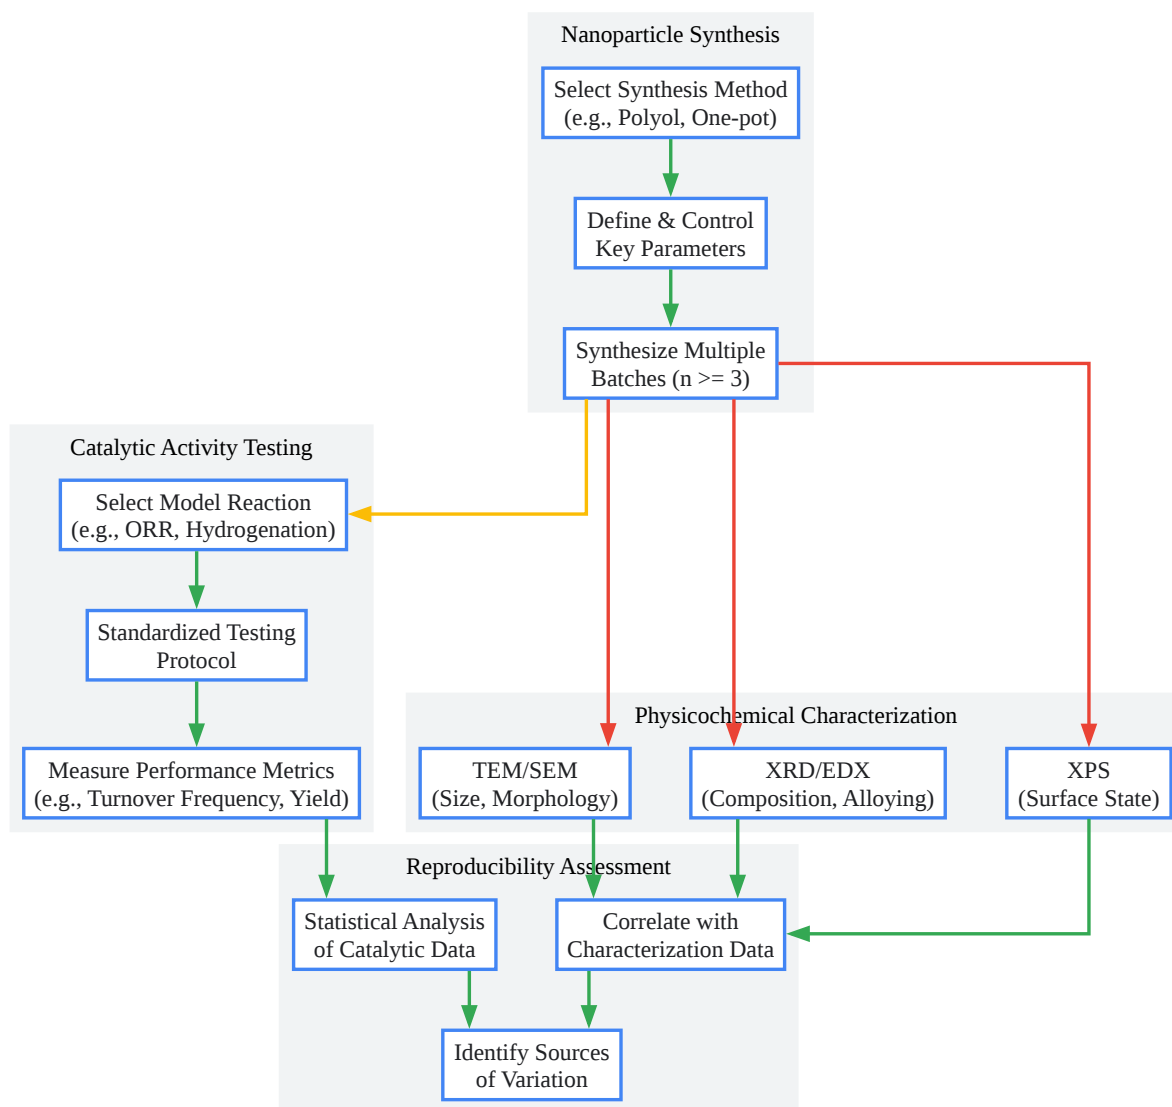 Nanoparticle Synthesis
Select Synthesis Method
(e.g., Polyol, One-pot)
Define & Control
Key Parameters
Synthesize Multiple
Batches (n >= 3)
Catalytic Activity Testing
Select Model Reaction
(e.g., ORR, Hydrogenation)
Standardized Testing
Protocol
Measure Performance Metrics
(e.g., Turnover Frequency, Yield)
Physicochemical Characterization
TEM/SEM
(Size, Morphology)
XRD/EDX
(Composition, Alloying)
XPS
(Surface State)
Reproducibility Assessment
Statistical Analysis
of Catalytic Data
Correlate with
Characterization Data
Identify Sources
of Variation